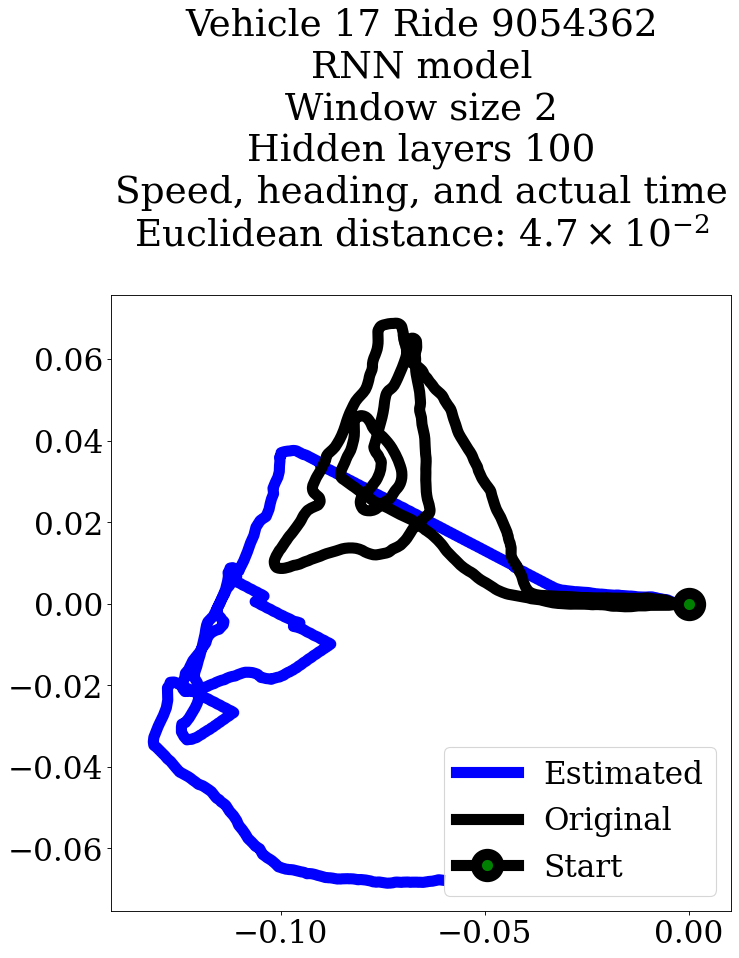 Vehicle 17 Ride 9054362
RNN model
Window size 2
Hidden layers 100
Speed, heading, and actual time
Euclidean distance: 4.7 × 10⁻²
0.06
0.04
0.02
0.00
−0.02
−0.04
−0.06
Estimated
Original
Start
−0.10
−0.05
0.00